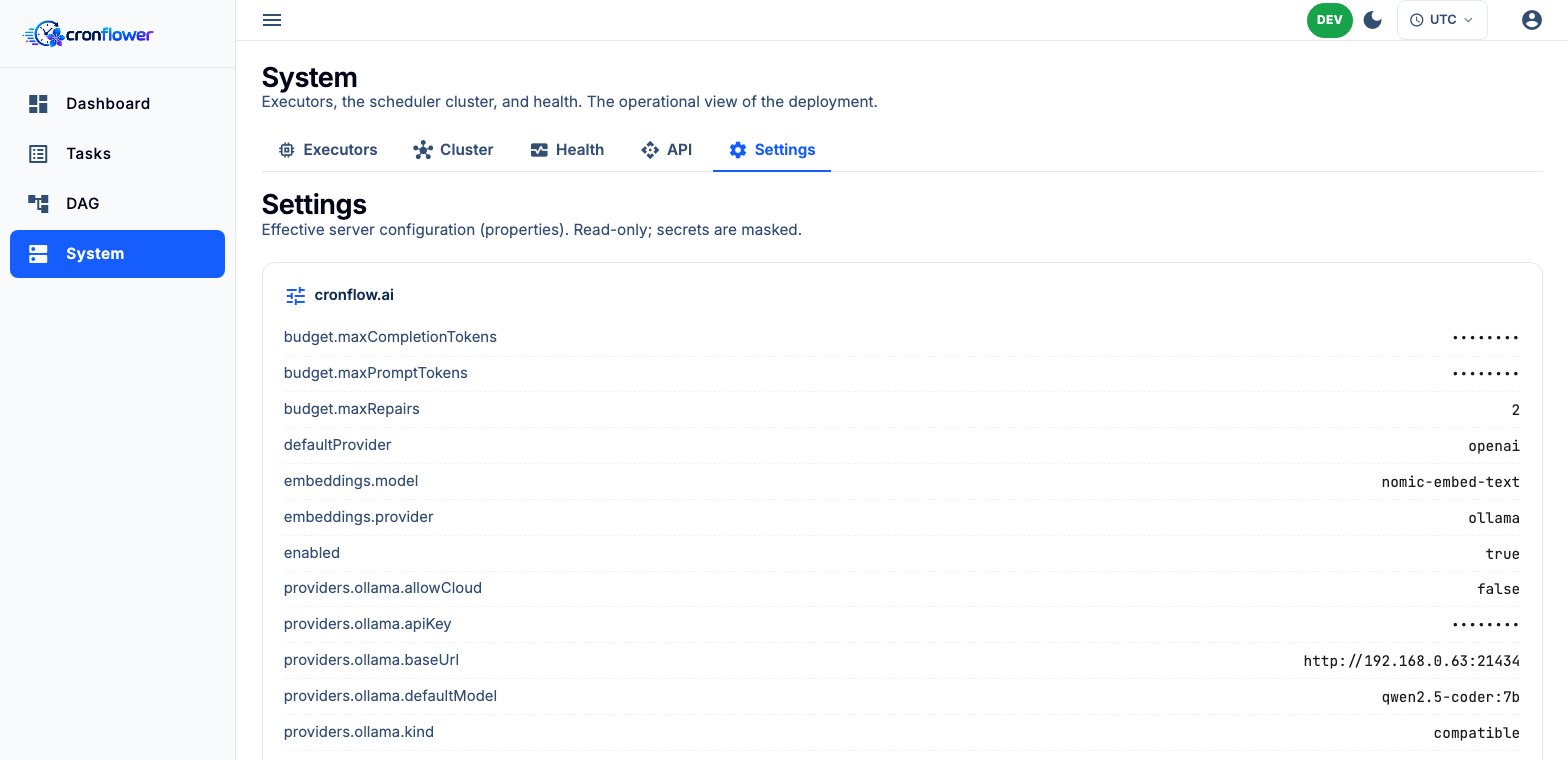 cronflower
DEV
UTC
Dashboard
Tasks
DAG
System
System
Executors, the scheduler cluster, and health. The operational view of the deployment.
Executors
Cluster
Health
API
Settings
Settings
Effective server configuration (properties). Read-only; secrets are masked.
cronflow.ai
budget.maxCompletionTokens ••••••••
budget.maxPromptTokens ••••••••
budget.maxRepairs 2
defaultProvider openai
embeddings.model nomic-embed-text
embeddings.provider ollama
enabled true
providers.ollama.allowCloud false
providers.ollama.apiKey ••••••••
providers.ollama.baseUrl http://192.168.0.63:21434
providers.ollama.defaultModel qwen2.5-coder:7b
providers.ollama.kind compatible